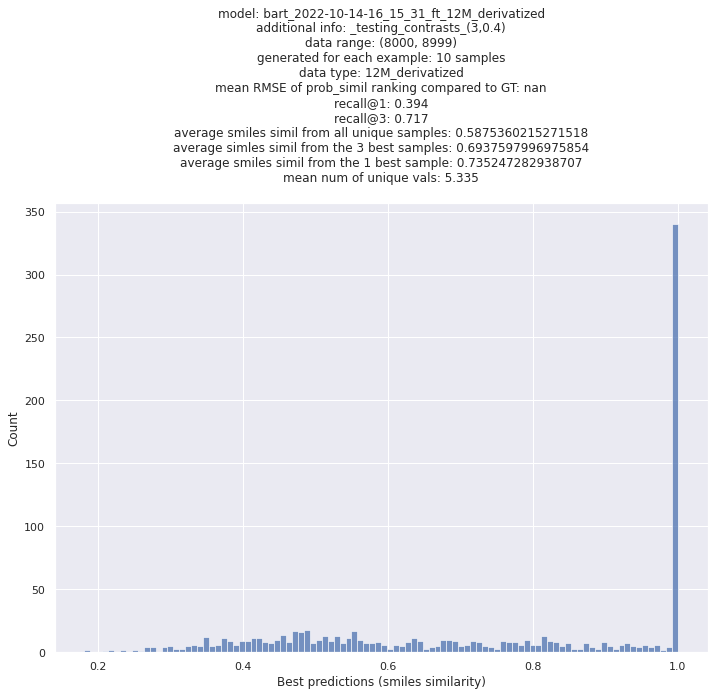 model: bart_2022-10-14-16_15_31_ft_12M_derivatized
additional info: _testing_contrasts_(3,0.4)
data range: (8000, 8999)
generated for each example: 10 samples
data type: 12M_derivatized
mean RMSE of prob_simil ranking compared to GT: nan
recall@1: 0.394
recall@3: 0.717
average smiles simil from all unique samples: 0.5875360215271518
average simles simil from the 3 best samples: 0.6937597996975854
average smiles simil from the 1 best sample: 0.735247282938707
mean num of unique vals: 5.335
350
300
250
200
150
100
50
0
Count
0.2 0.4 0.6 0.8 1.0
Best predictions (smiles similarity)